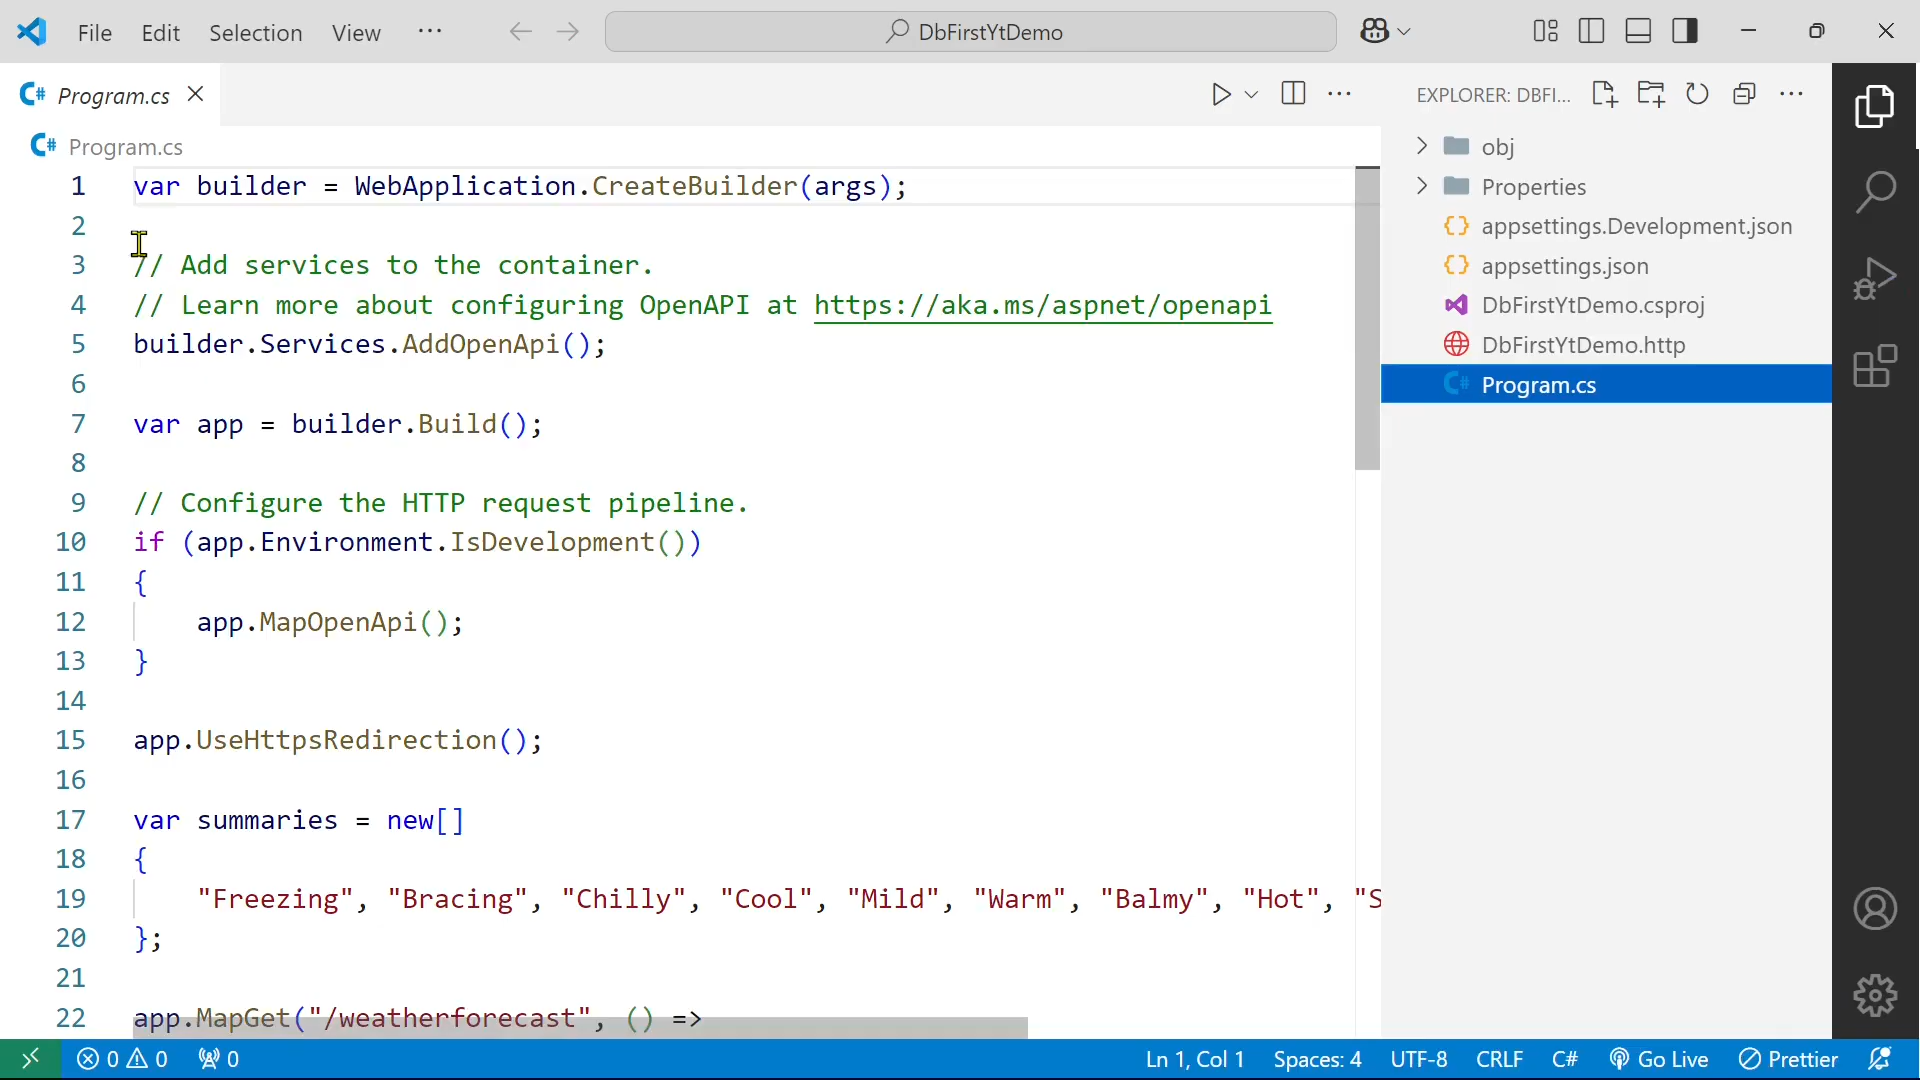 File Edit Selection View ··· DbFirstYtDemo
Program.cs EXPLORER: DBFI...
Program.cs
1 var builder = WebApplication.CreateBuilder(args);
2
3 // Add services to the container.
4 // Learn more about configuring OpenAPI at https://aka.ms/aspnet/openapi
5 builder.Services.AddOpenApi();
6
7 var app = builder.Build();
8
9 // Configure the HTTP request pipeline.
10 if (app.Environment.IsDevelopment())
11 {
12 app.MapOpenApi();
13 }
14
15 app.UseHttpsRedirection();
16
17 var summaries = new[]
18 {
19 "Freezing", "Bracing", "Chilly", "Cool", "Mild", "Warm", "Balmy", "Hot", "S
20 };
21
22 app.MapGet("/weatherforecast", () =>
obj
Properties
appsettings.Development.json
appsettings.json
DbFirstYtDemo.csproj
DbFirstYtDemo.http
Program.cs
0 0 0 Ln 1, Col 1 Spaces: 4 UTF-8 CRLF C# Go Live Prettier